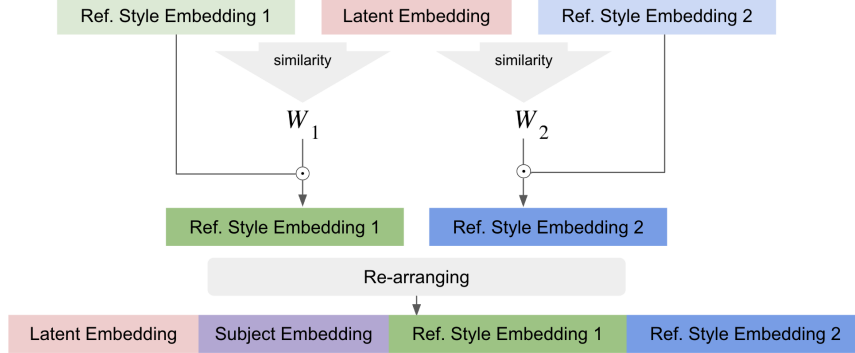 Ref. Style Embedding 1 Latent Embedding Ref. Style Embedding 2
similarity similarity
W1 W2
Ref. Style Embedding 1 Ref. Style Embedding 2
Re-arranging
Latent Embedding Subject Embedding Ref. Style Embedding 1 Ref. Style Embedding 2